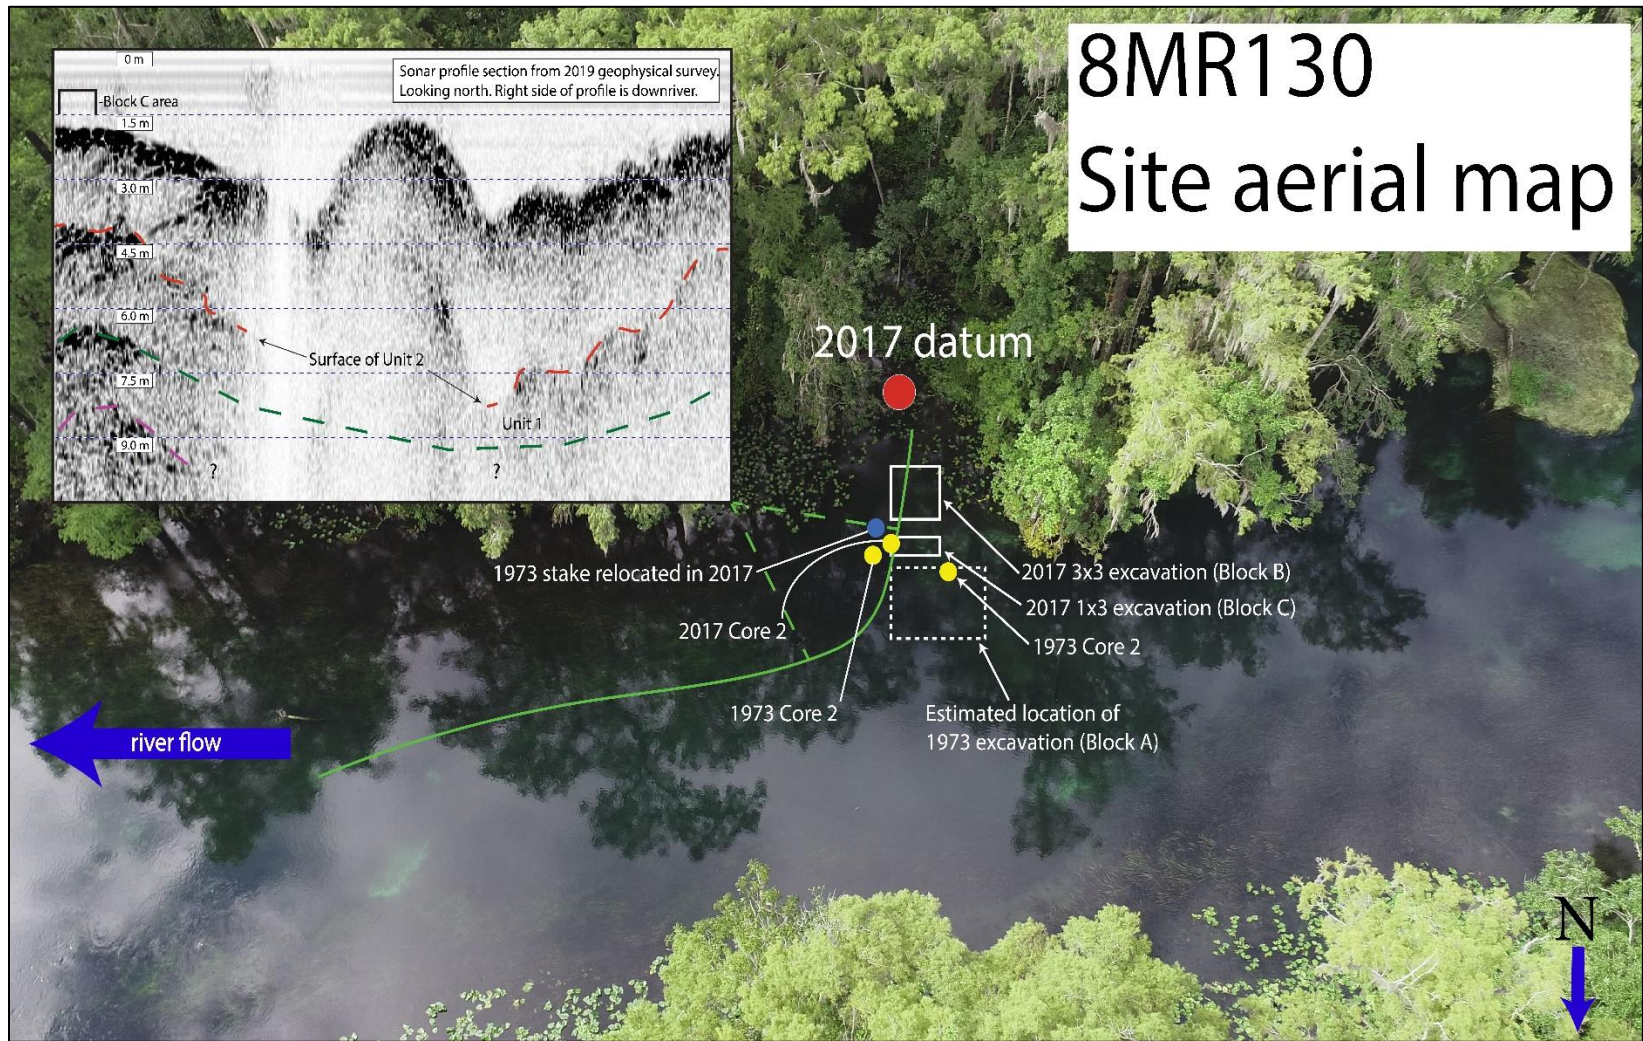 8MR130
Site aerial map
Sonar profile section from 2019 geophysical survey.
Looking north. Right side of profile is downriver.
0 m
-Block C area
1.5 m
3.0 m
4.5 m
6.0 m
Surface of Unit 2
7.5 m
Unit 1
9.0 m
?
?
2017 datum
1973 stake relocated in 2017
2017 3x3 excavation (Block B)
2017 1x3 excavation (Block C)
2017 Core 2
1973 Core 2
1973 Core 2
Estimated location of
1973 excavation (Block A)
river flow
N